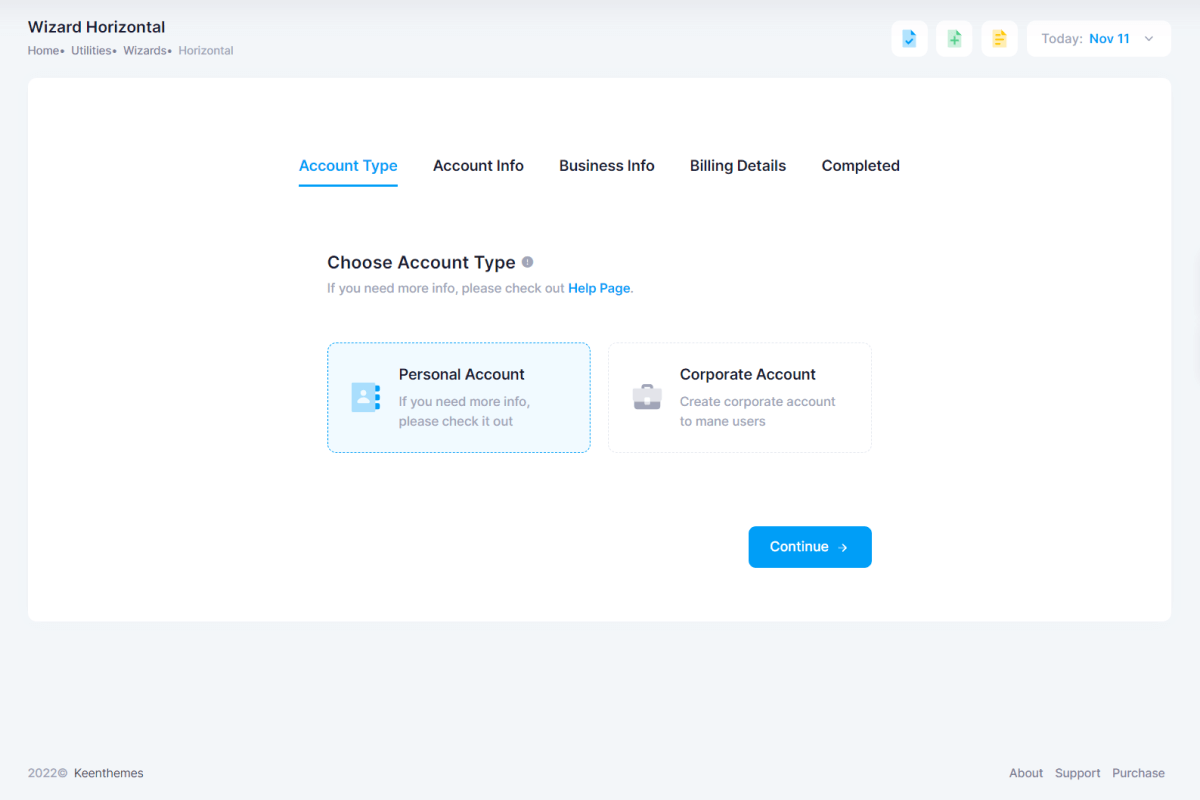 Wizard Horizontal
Home• Utilities• Wizards• Horizontal
Today: Nov 11
Account Type Account Info Business Info Billing Details Completed
Choose Account Type
If you need more info, please check out Help Page.
Personal Account
If you need more info,
please check it out
Corporate Account
Create corporate account
to mane users
Continue →
2022© Keenthemes
About Support Purchase